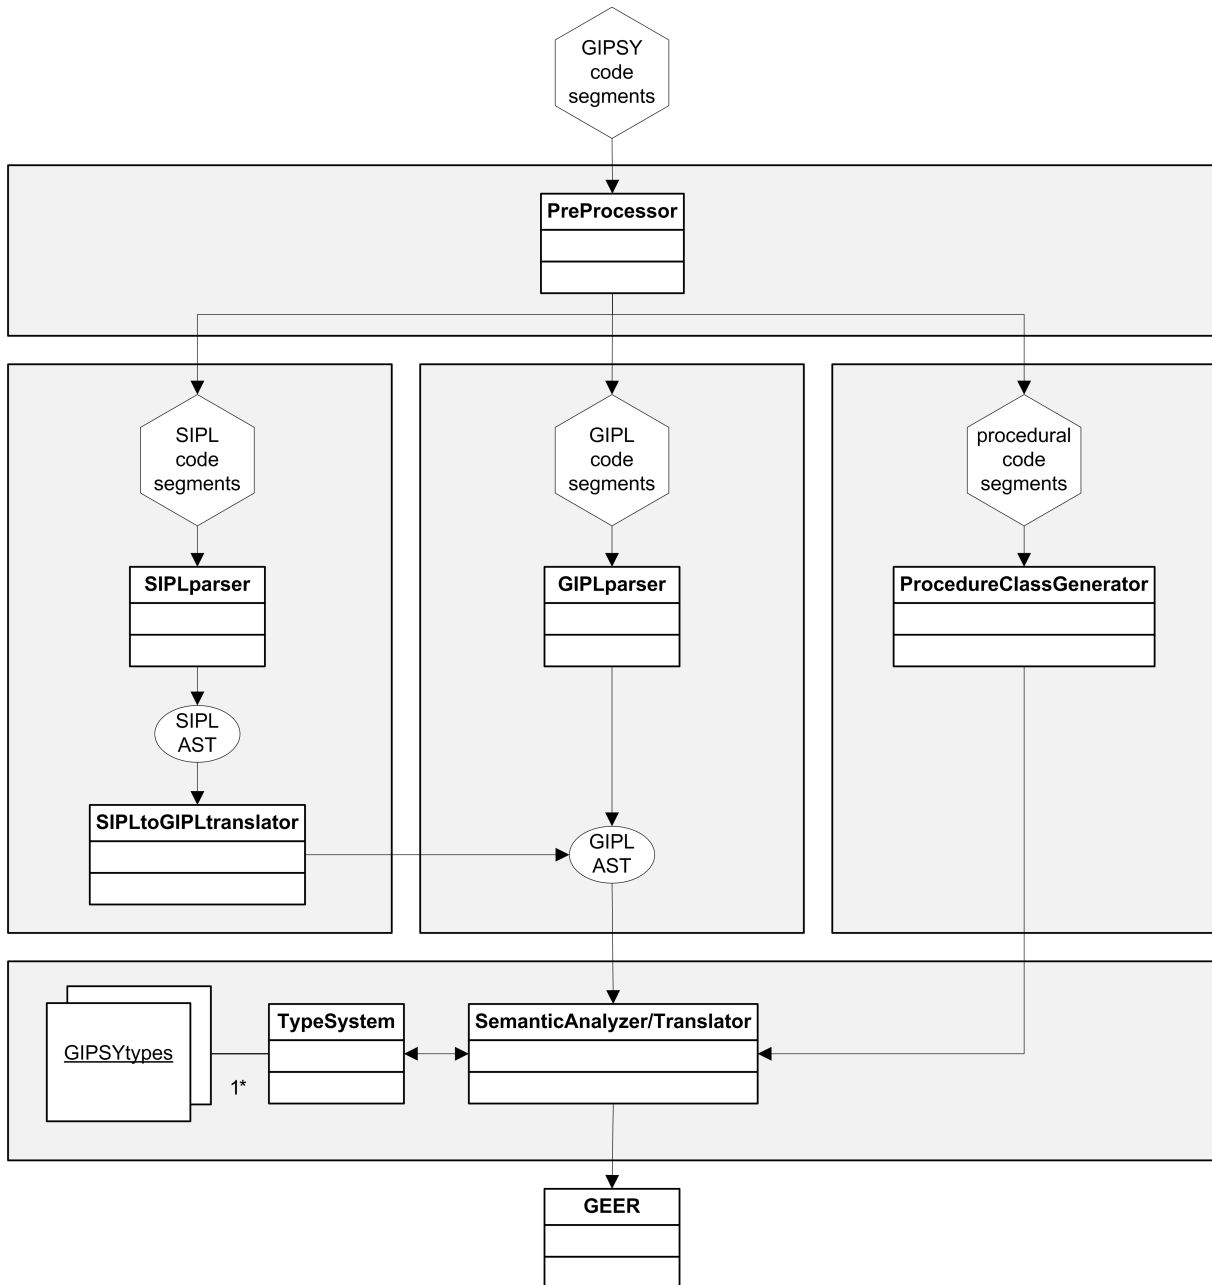 GIPSY
code
segments
PreProcessor
SIPL
code
segments
GIPL
code
segments
procedural
code
segments
SIPLparser
GIPLparser
ProcedureClassGenerator
SIPL
AST
SIPLtoGIPLtranslator
GIPL
AST
GIPSYtypes
1*
TypeSystem
SemanticAnalyzer/Translator
GEER